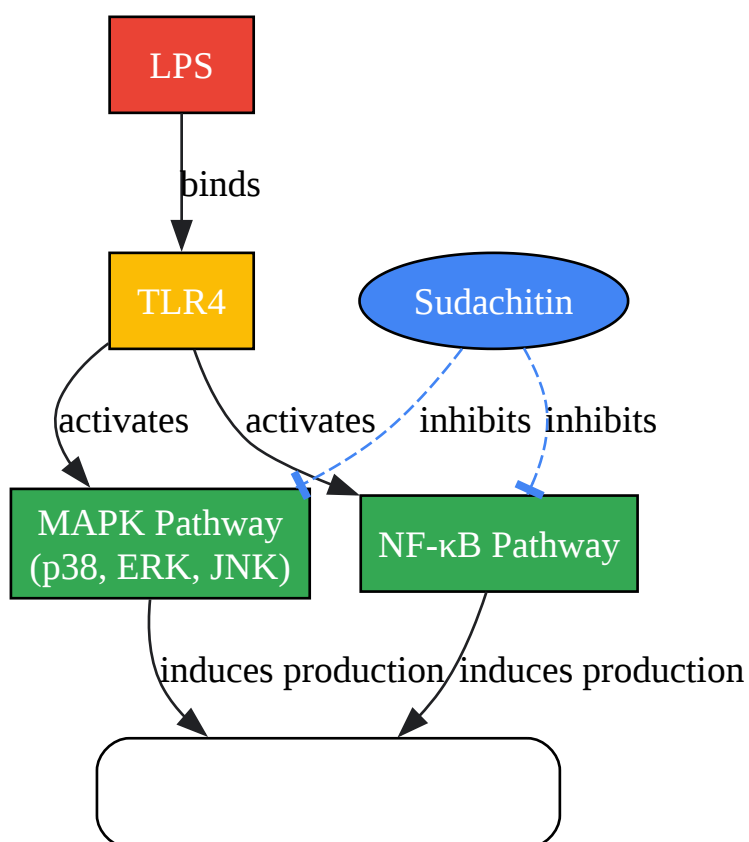 LPS
binds
TLR4
Sudachitin
activates
activates
inhibits
inhibits
MAPK Pathway
(p38, ERK, JNK)
NF-κB Pathway
induces production
induces production